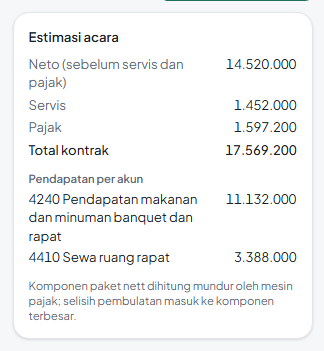 Estimasi acara
Neto (sebelum servis dan pajak) 14.520.000
Servis 1.452.000
Pajak 1.597.200
Total kontrak 17.569.200
Pendapatan per akun
4240 Pendapatan makanan dan minuman banquet dan rapat 11.132.000
4410 Sewa ruang rapat 3.388.000
Komponen paket nett dihitung mundur oleh mesin
pajak; selisih pembulatan masuk ke komponen
terbesar.